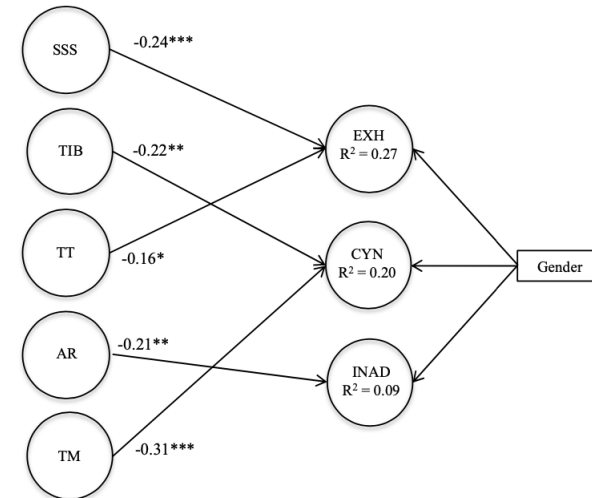 SSS
-0.24***
TIB
-0.22**
TT
-0.16*
AR
-0.21**
TM
-0.31***
EXH
R² = 0.27
CYN
R² = 0.20
INAD
R² = 0.09
Gender